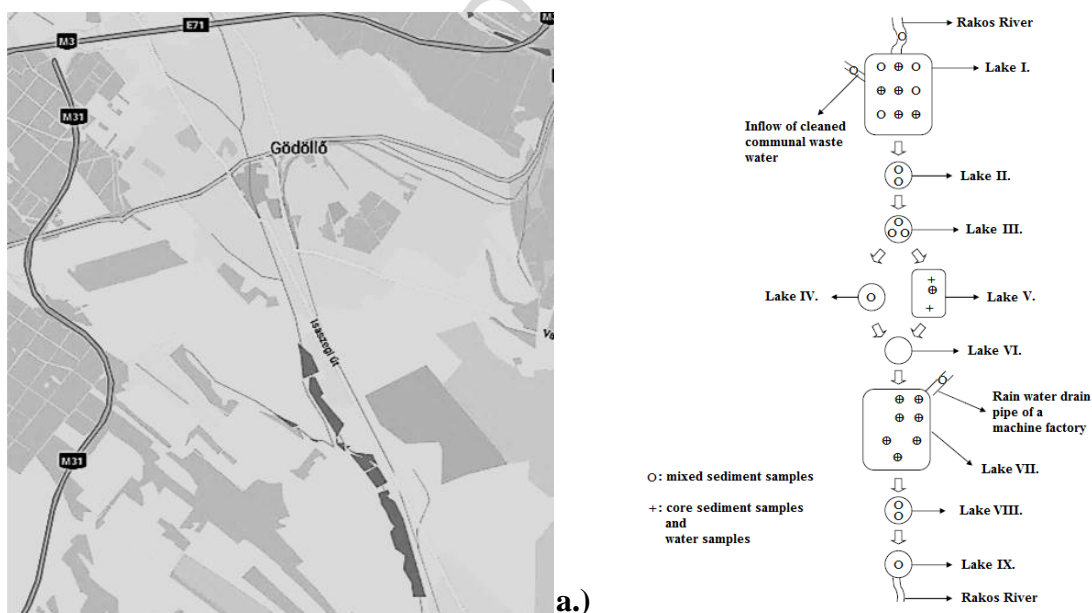 E71
M3
M3
M31
Gödöllő
Isaszegi út
M31
a.)
Rakos River
Lake I.
Inflow of cleaned
communal waste
water
Lake II.
Lake III.
Lake IV.
Lake V.
Lake VI.
Rain water drain
pipe of a
machine factory
Lake VII.
O: mixed sediment samples
+: core sediment samples
and
water samples
Lake VIII.
Lake IX.
Rakos River